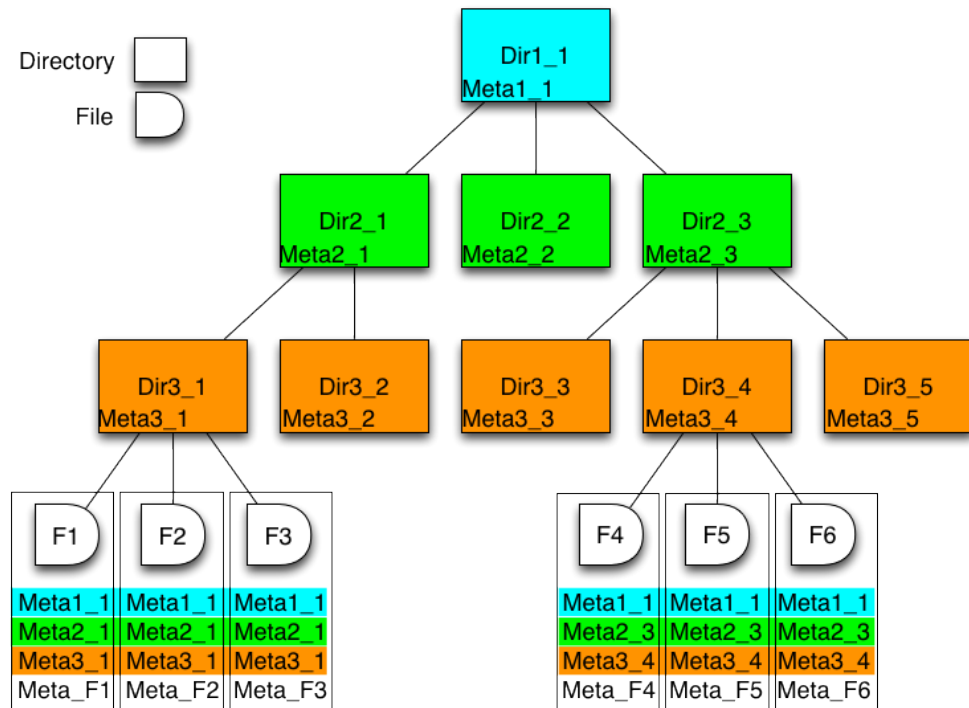 Directory
File
Dir1_1
Meta1_1
Dir2_1
Meta2_1
Dir2_2
Meta2_2
Dir2_3
Meta2_3
Dir3_1
Meta3_1
Dir3_2
Meta3_2
Dir3_3
Meta3_3
Dir3_4
Meta3_4
Dir3_5
Meta3_5
F1 F2 F3 F4 F5 F6
Meta1_1 Meta1_1 Meta1_1 Meta1_1 Meta1_1 Meta1_1
Meta2_1 Meta2_1 Meta2_1 Meta2_3 Meta2_3 Meta2_3
Meta3_1 Meta3_1 Meta3_1 Meta3_4 Meta3_4 Meta3_4
Meta_F1 Meta_F2 Meta_F3 Meta_F4 Meta_F5 Meta_F6